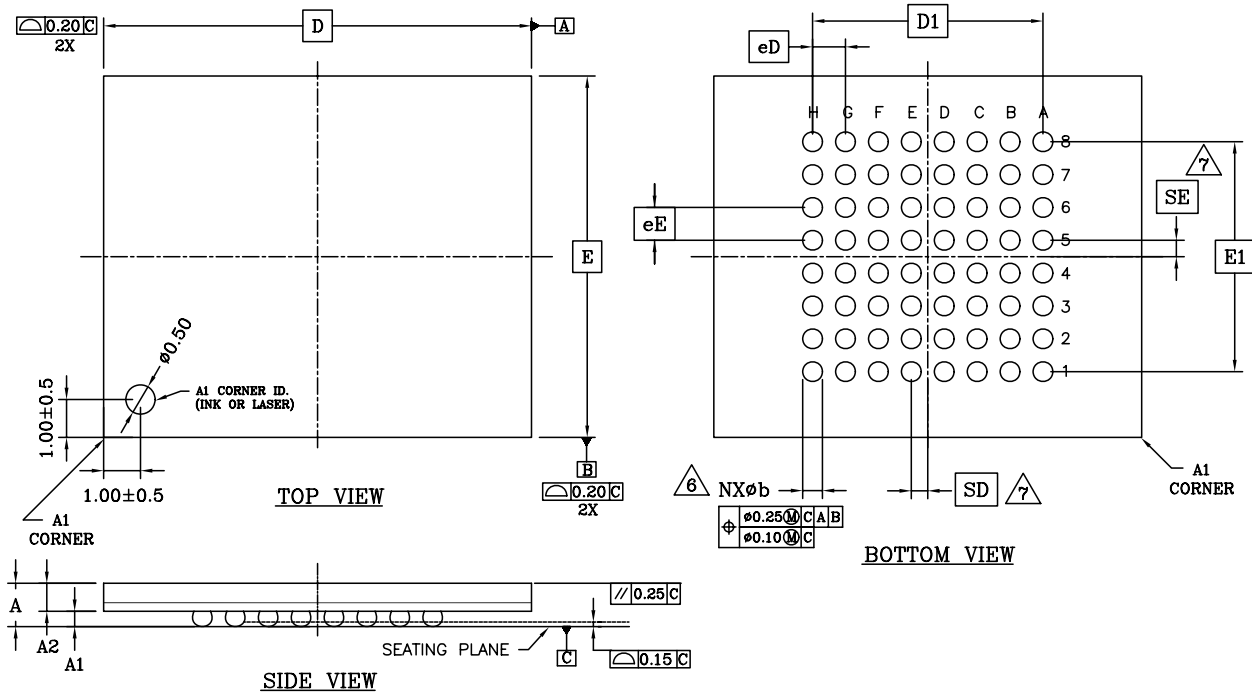 ⌓ 0.20 C
2X
D
A
E
ø0.50
1.00±0.5
A1 CORNER ID.
(INK OR LASER)
1.00±0.5
A1
CORNER
TOP VIEW
B
⌓ 0.20 C
2X
D1
eD
H G F E D C B A
8
7
6
5
4
3
2
1
7
SE
eE
E1
6 NXøb
⌖ ø0.25Ⓜ C A B
ø0.10Ⓜ C
SD 7
A1
CORNER
BOTTOM VIEW
A
A2
A1
// 0.25 C
SEATING PLANE
C
⌓ 0.15 C
SIDE VIEW